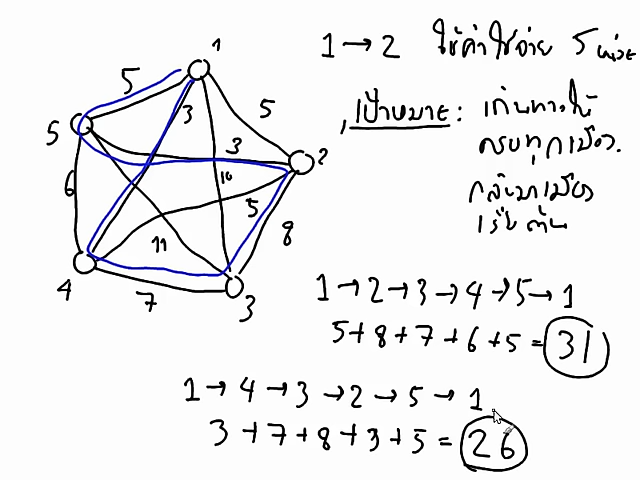 1 → 2 ใช้ค่าใช้จ่าย 5 หน่วย
เป้าหมาย : เดินทางให้
ครบทุกเมือง.
กลับมาเมือง
เริ่มต้น
1
5
5
3
5
3
2
10
6
5
8
11
4
7
3
1 → 2 → 3 → 4 → 5 → 1
5 + 8 + 7 + 6 + 5 = 31
1 → 4 → 3 → 2 → 5 → 1
3 + 7 + 8 + 3 + 5 = 26